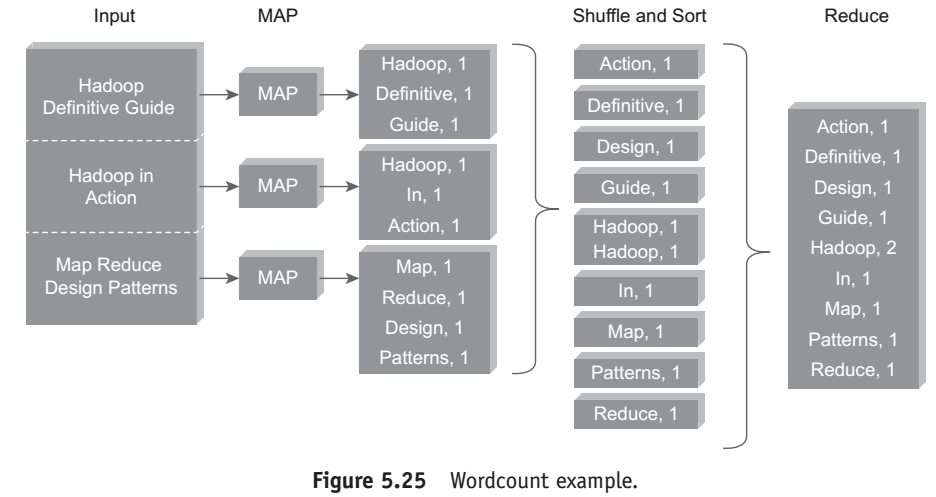 Input
MAP
Shuffle and Sort
Reduce
Hadoop
Definitive Guide
MAP
Hadoop, 1
Definitive, 1
Guide, 1
Hadoop in
Action
MAP
Hadoop, 1
In, 1
Action, 1
Map Reduce
Design Patterns
MAP
Map, 1
Reduce, 1
Design, 1
Patterns, 1
Action, 1
Definitive, 1
Design, 1
Guide, 1
Hadoop, 1
Hadoop, 1
In, 1
Map, 1
Patterns, 1
Reduce, 1
Action, 1
Definitive, 1
Design, 1
Guide, 1
Hadoop, 2
In, 1
Map, 1
Patterns, 1
Reduce, 1
Figure 5.25 Wordcount example.